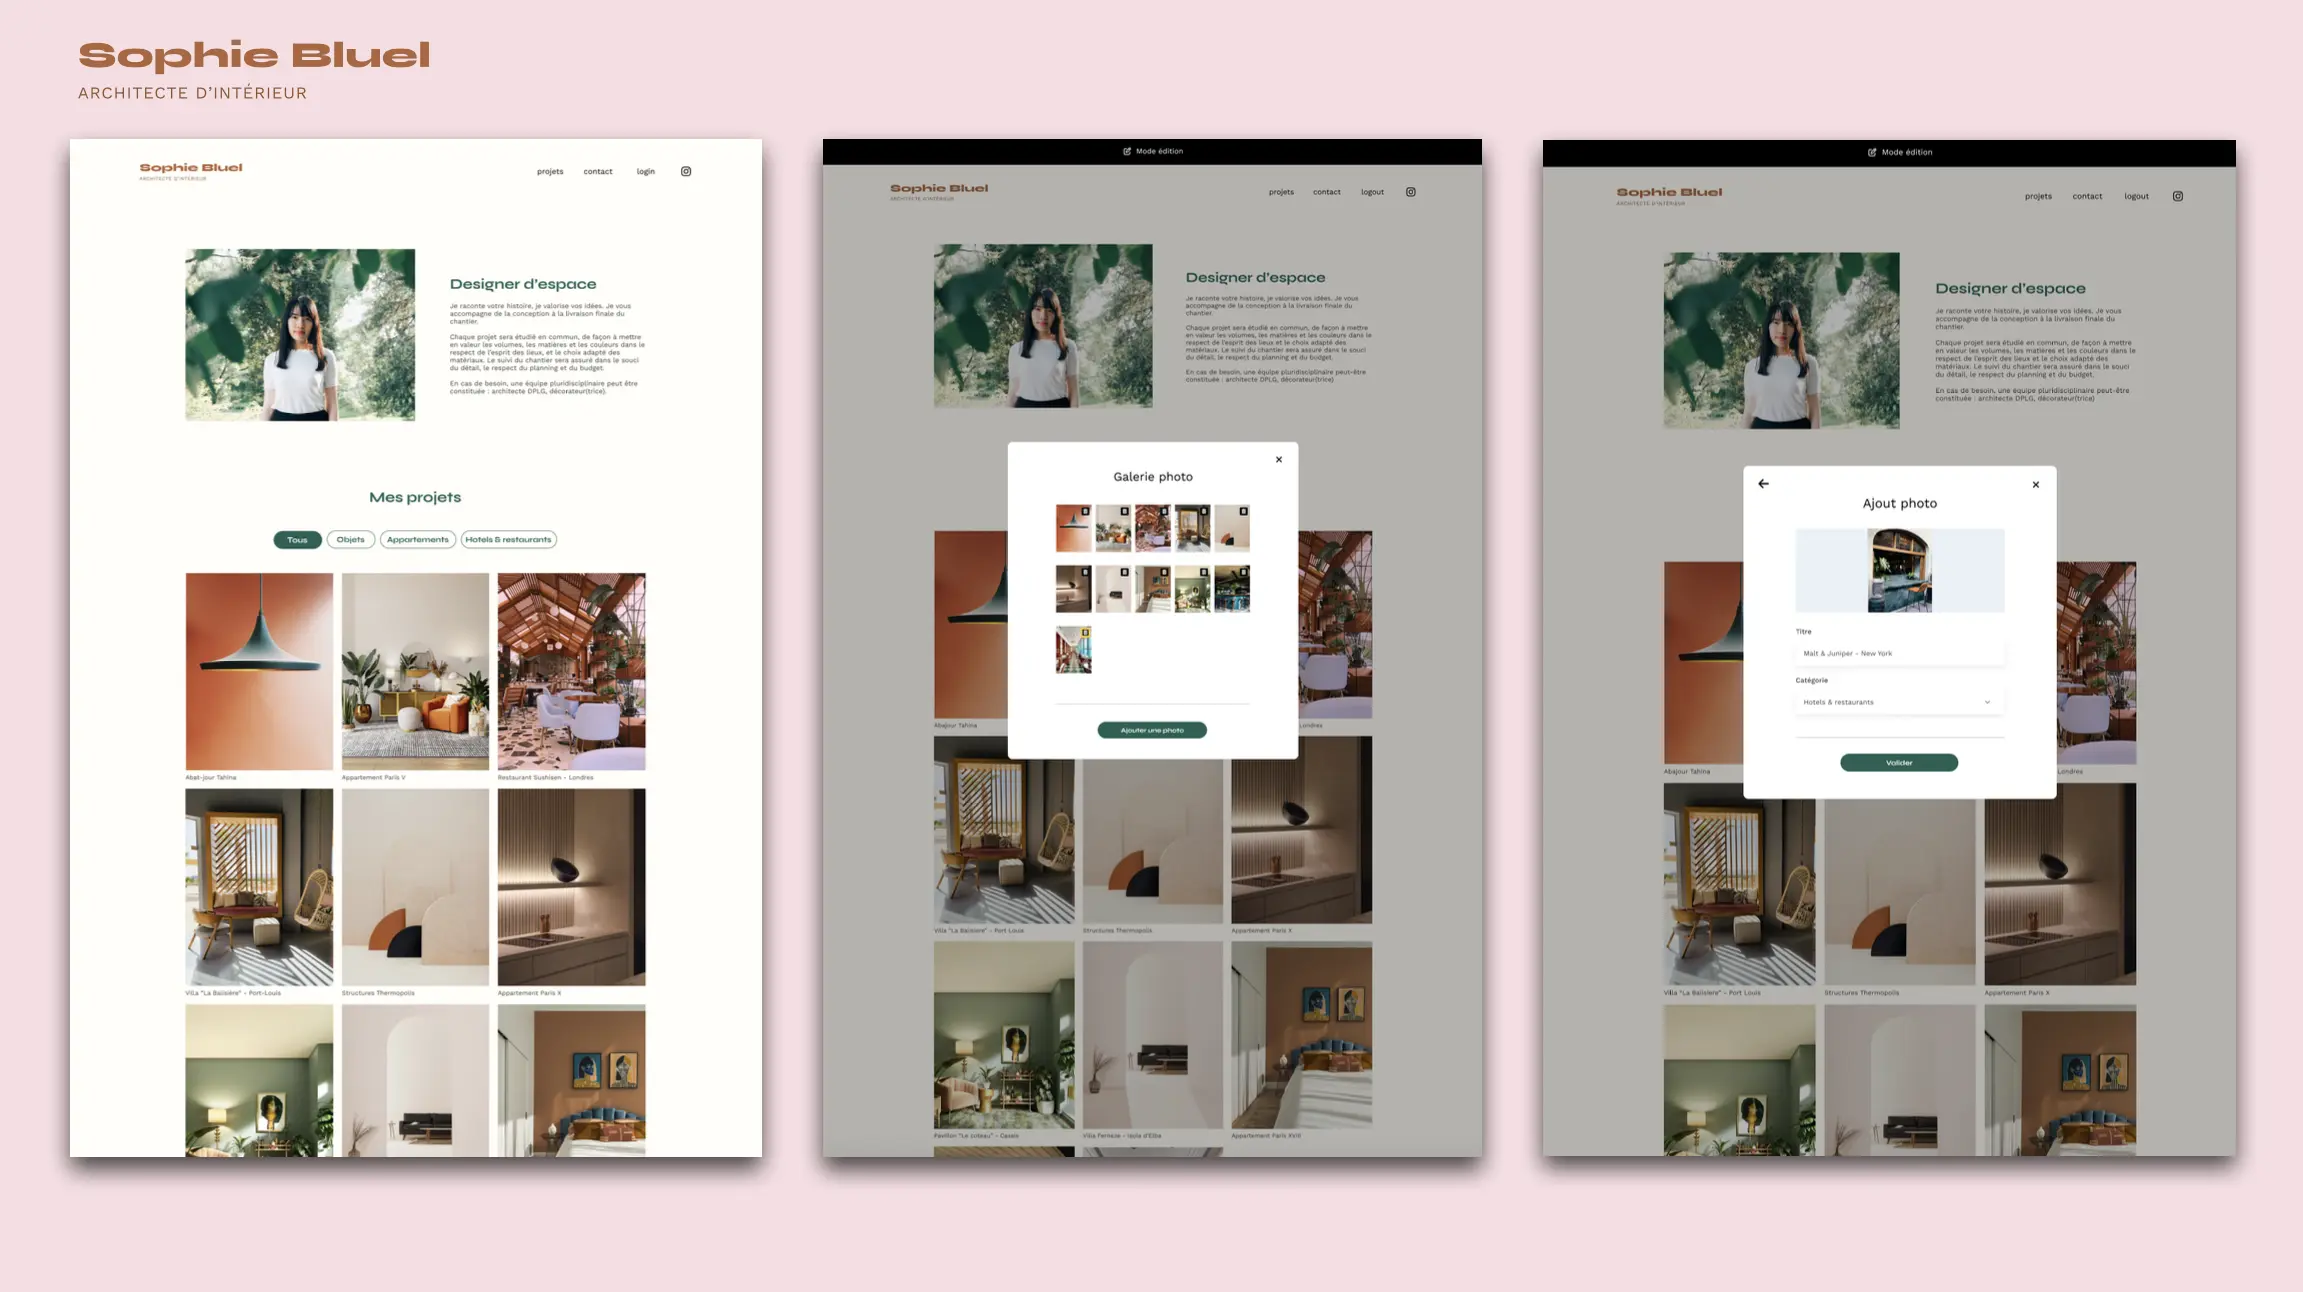 Sophie Bluel
ARCHITECTE D'INTÉRIEUR
Sophie Bluel
ARCHITECTE D'INTÉRIEUR
projets contact login
Designer d'espace
Je raconte votre histoire, je valorise vos idées. Je vous
accompagne de la conception à la livraison finale du
chantier.
Chaque projet sera étudié en commun, de façon à mettre
en valeur les volumes, les matières et les couleurs dans le
respect de l'esprit des lieux, et le choix adapté des
matériaux. Le suivi du chantier sera assuré dans le souci
du détail, le respect du planning et du budget.
En cas de besoin, une équipe pluridisciplinaire peut être
constituée : architecte DPLG, décorateur(trice).
Mes projets
Tous Objets Appartements Hotels & restaurants
Abat-jour Tahina Appartement Paris V Restaurant Sushisen - Londres
Villa "La Balisière" - Port-Louis Structures Thermopolis Appartement Paris X
Mode édition
Sophie Bluel
ARCHITECTE D'INTÉRIEUR
projets contact logout
Designer d'espace
Je raconte votre histoire, je valorise vos idées. Je vous
accompagne de la conception à la livraison finale du
chantier.
Chaque projet sera étudié en commun, de façon à mettre
en valeur les volumes, les matières et les couleurs dans le
respect de l'esprit des lieux et le choix adapté des
matériaux. Le suivi du chantier sera assuré dans le souci
du détail, le respect du planning et du budget.
En cas de besoin, une équipe pluridisciplinaire peut-être
constituée : architecte DPLG, décorateur(trice)
Galerie photo
Ajouter une photo
Abajour Tahina Londres
Villa "La Balisière" - Port Louis Structures Thermopolis Appartement Paris X
Pavillon "Le coteau" - Cassis Villa Ferneze - Isola d'Elba Appartement Paris XVIII
Mode édition
Sophie Bluel
ARCHITECTE D'INTÉRIEUR
projets contact logout
Designer d'espace
Je raconte votre histoire, je valorise vos idées. Je vous
accompagne de la conception à la livraison finale du
chantier.
Chaque projet sera étudié en commun, de façon à mettre
en valeur les volumes, les matières et les couleurs dans le
respect de l'esprit des lieux et le choix adapté des
matériaux. Le suivi du chantier sera assuré dans le souci
du détail, le respect du planning et du budget.
En cas de besoin, une équipe pluridisciplinaire peut-être
constituée : architecte DPLG, décorateur(trice)
Ajout photo
Titre
Malt & Juniper - New York
Catégorie
Hotels & restaurants
Valider
Abajour Tahina Londres
Villa "La Balisière" - Port Louis Structures Thermopolis Appartement Paris X